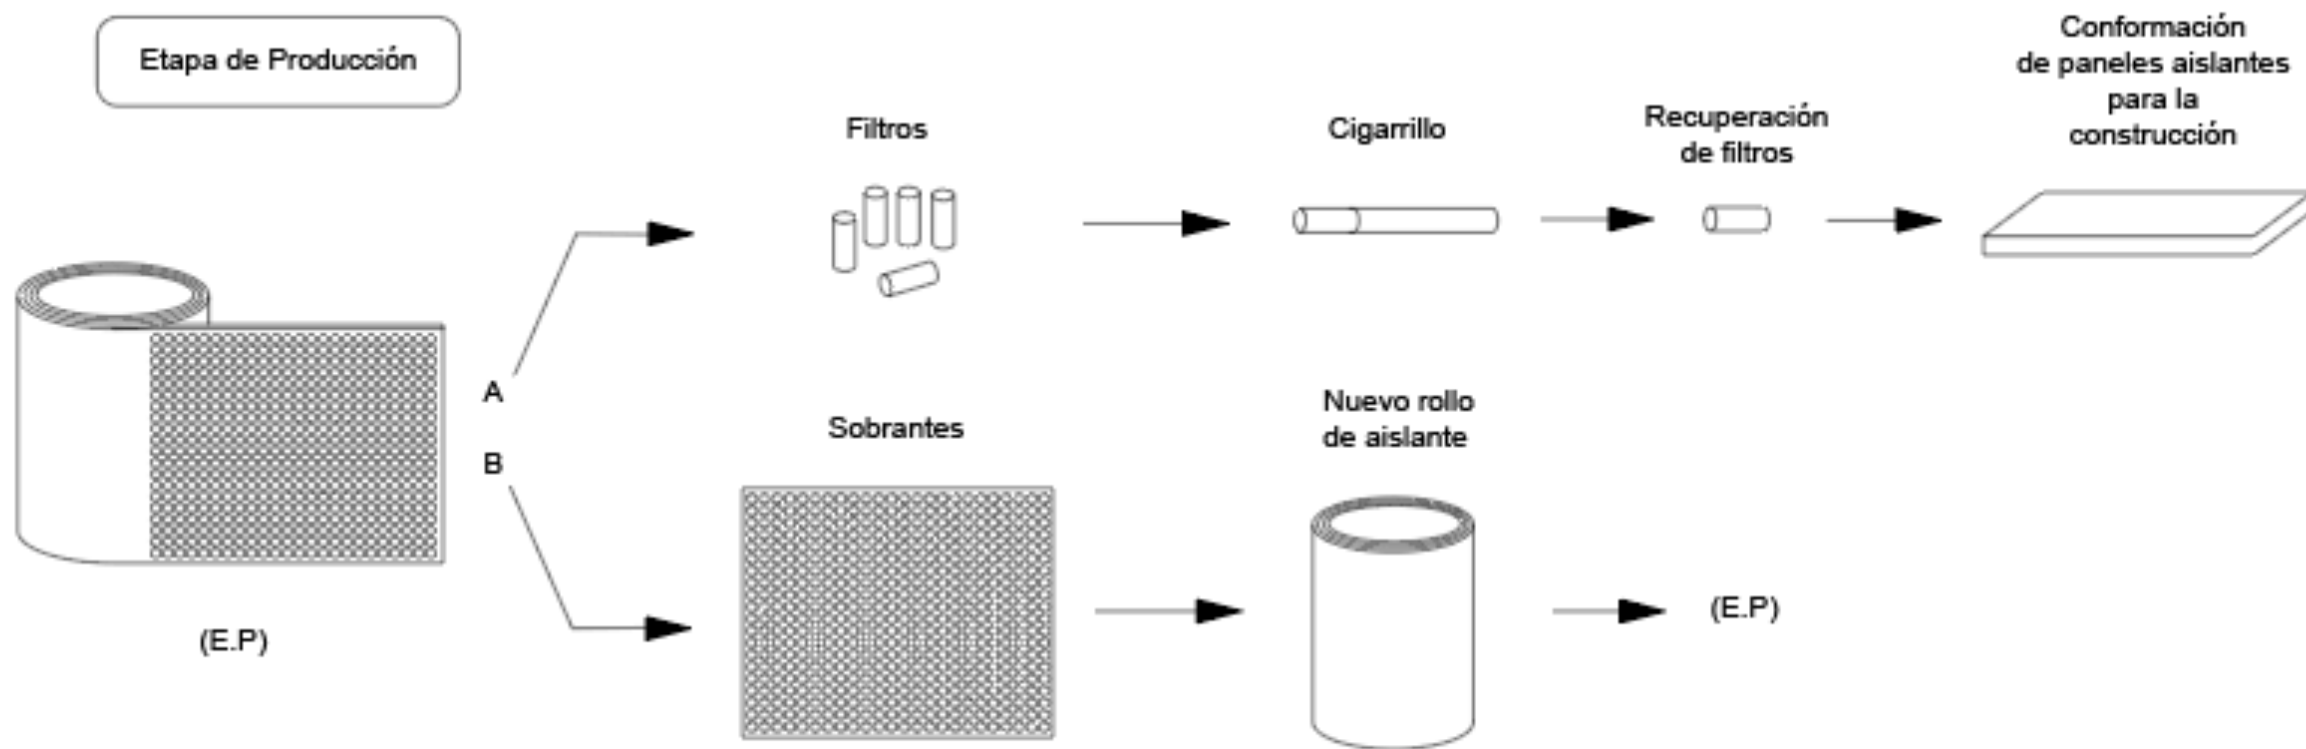 Etapa de Producción
Filtros
Cigarrillo
Recuperación
de filtros
Conformación
de paneles aislantes
para la
construcción
A
B
Sobrantes
Nuevo rollo
de aislante
(E.P)
(E.P)